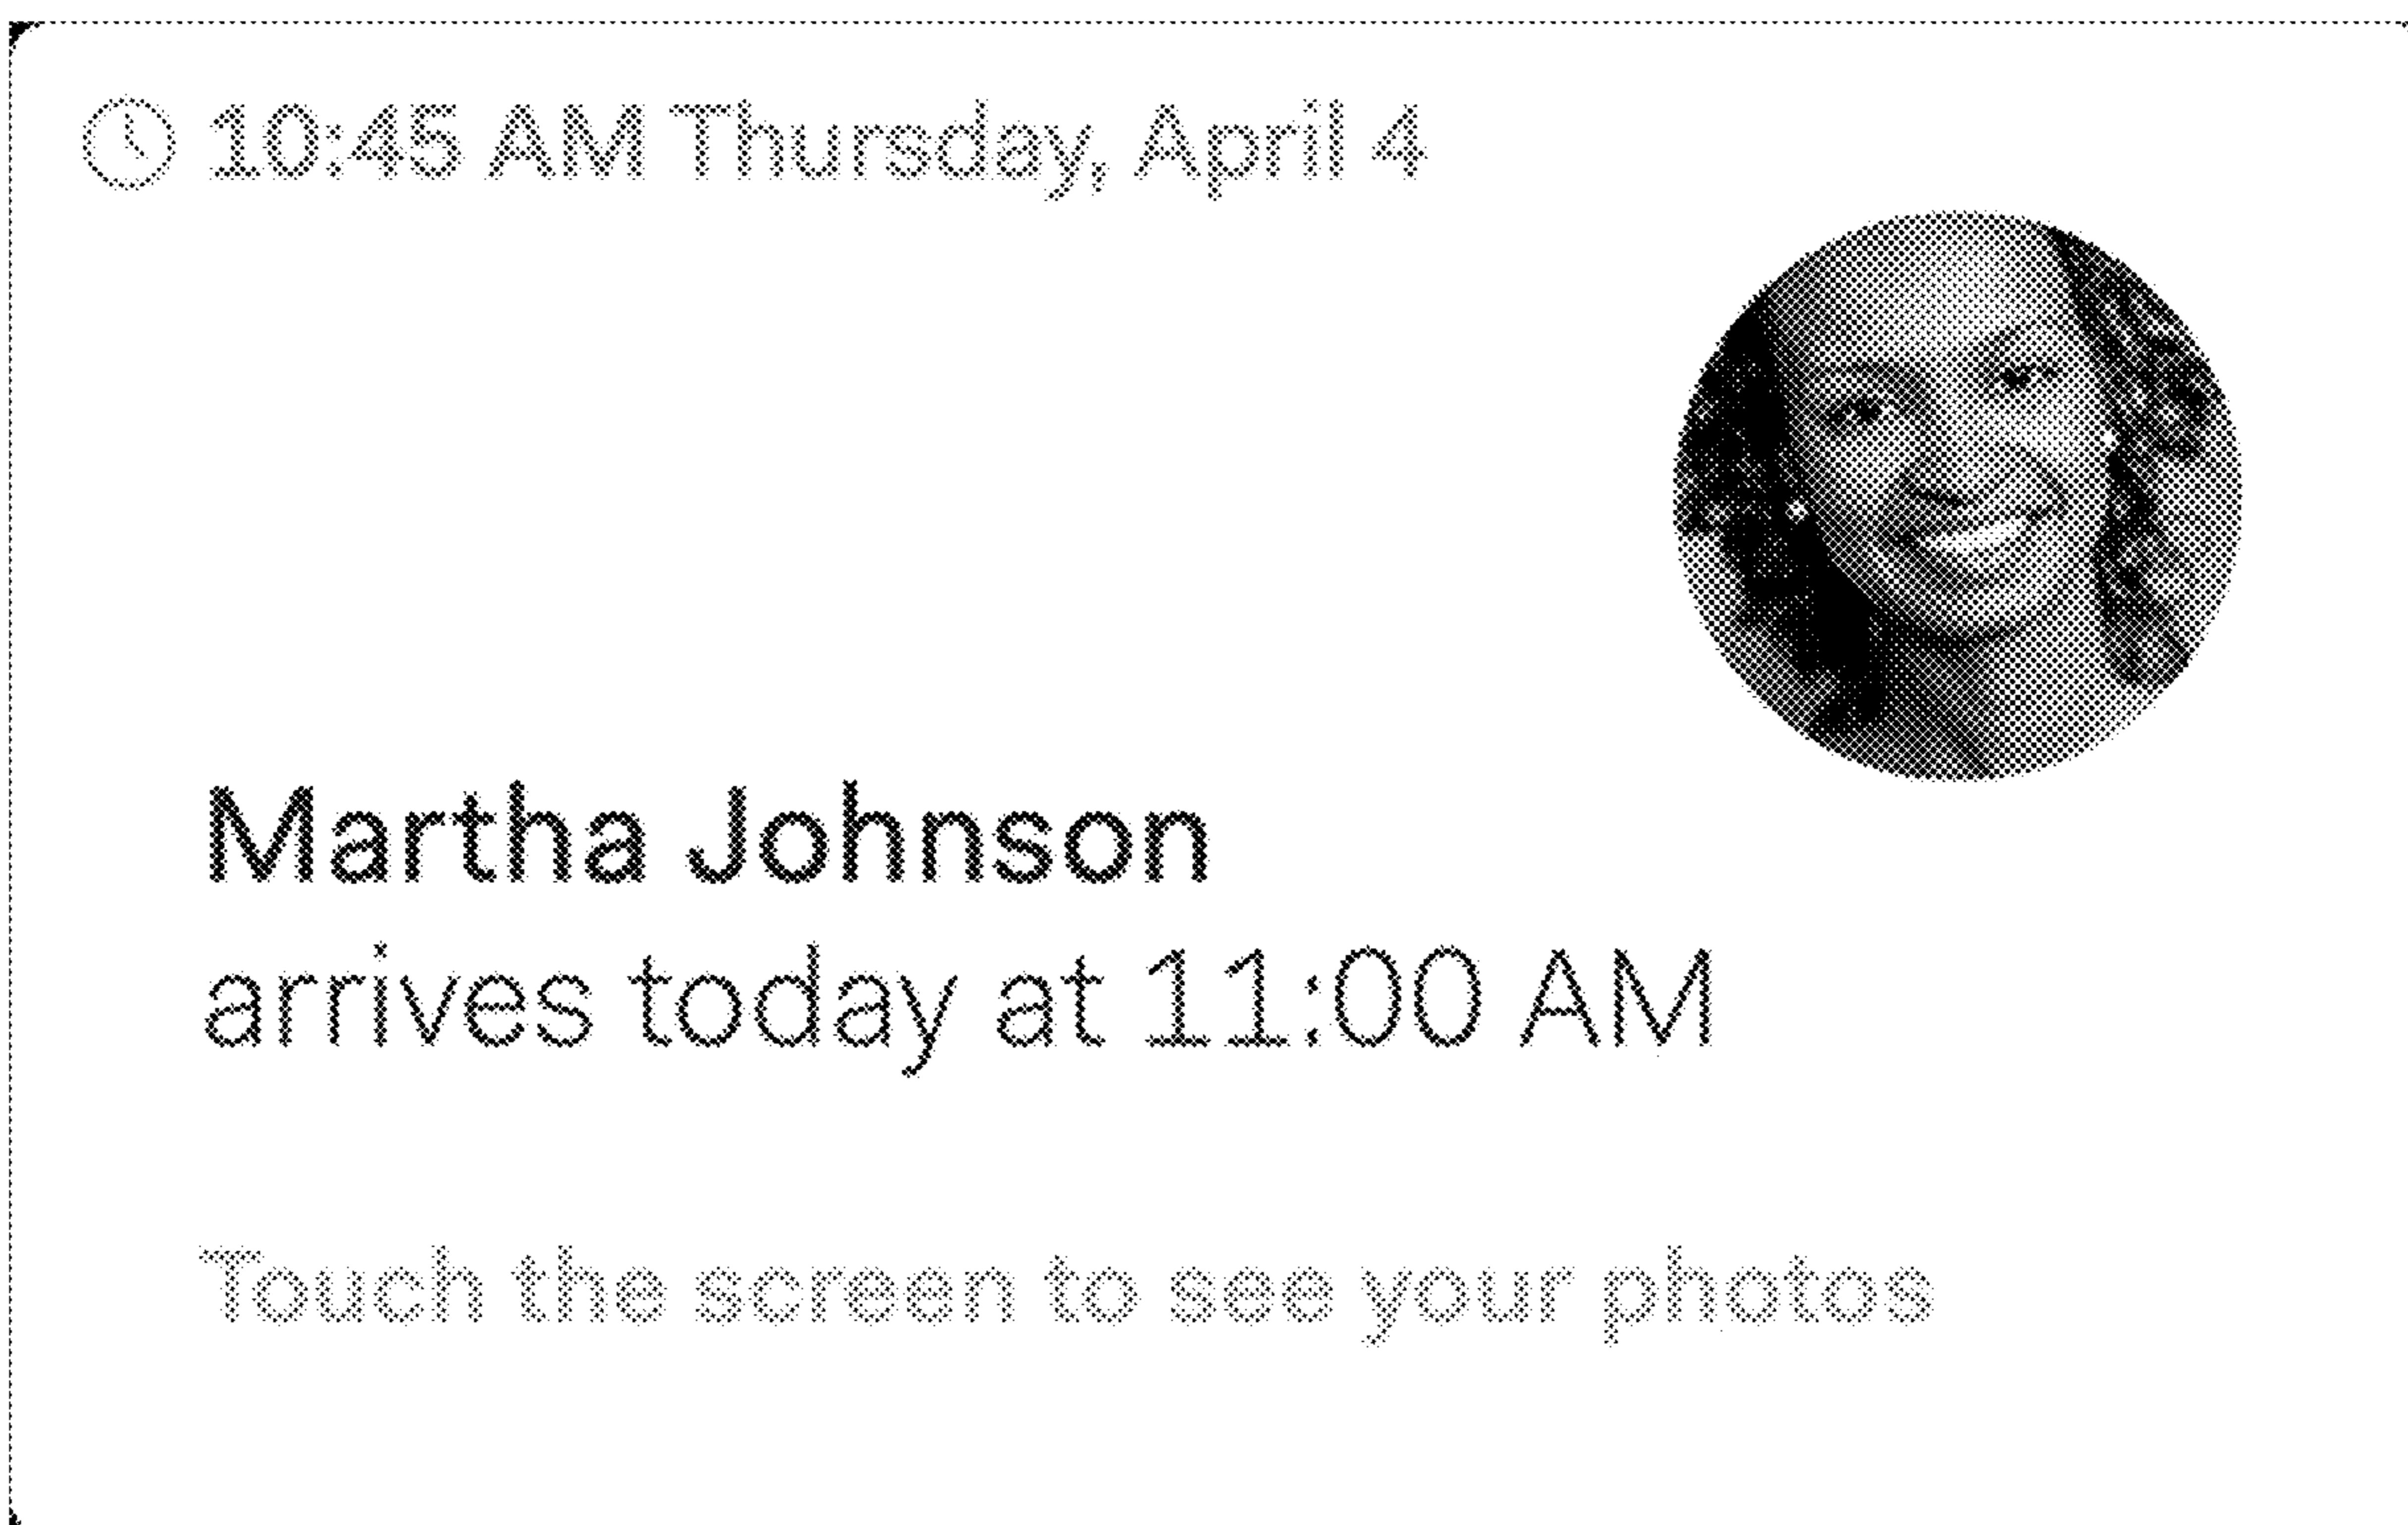 10:45 AM Thursday, April 4
Martha Johnson
arrives today at 11:00 AM
Touch the screen to see your photos